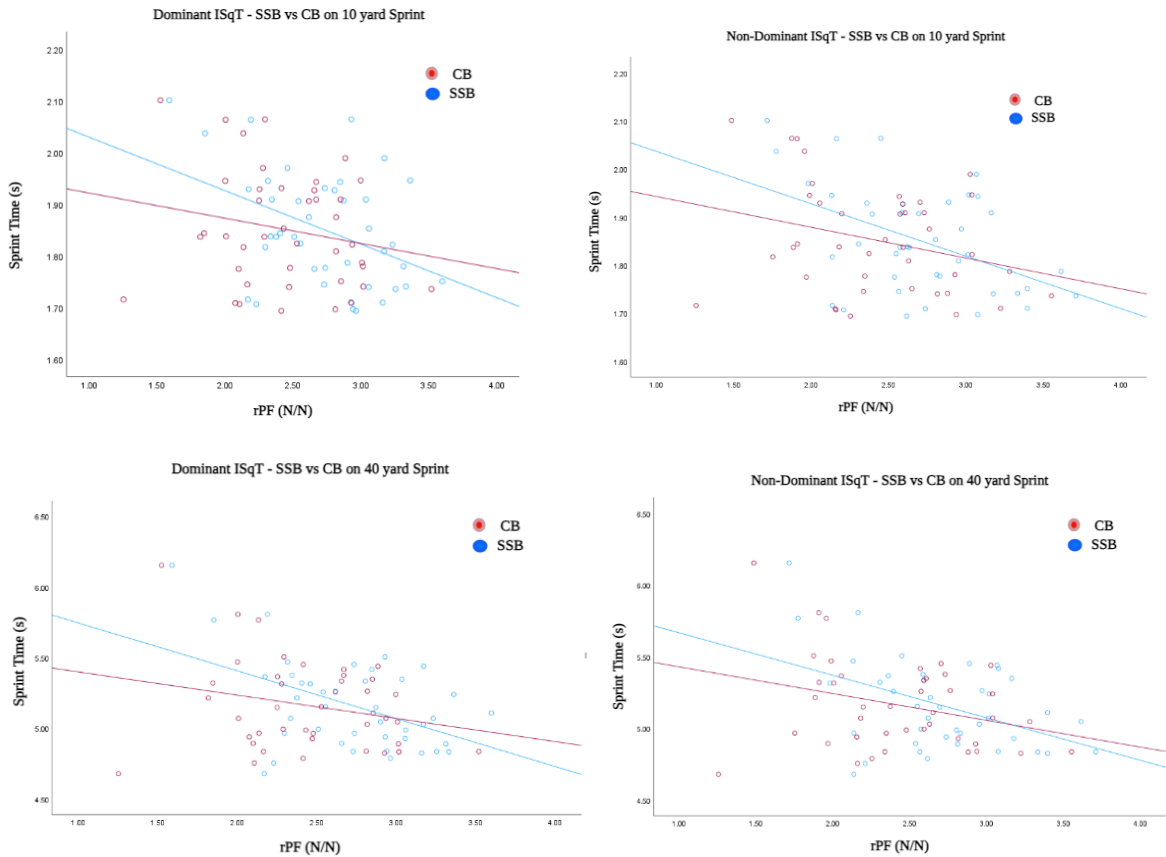 Dominant ISqT - SSB vs CB on 10 yard Sprint
2.20
2.10
2.00
1.90
1.80
1.70
1.60
Sprint Time (s)
CB
SSB
1.00 1.50 2.00 2.50 3.00 3.50 4.00
rPF (N/N)
Non-Dominant ISqT - SSB vs CB on 10 yard Sprint
2.20
2.10
2.00
1.90
1.80
1.70
1.60
Sprint Time (s)
CB
SSB
1.00 1.50 2.00 2.50 3.00 3.50 4.00
rPF (N/N)
Dominant ISqT - SSB vs CB on 40 yard Sprint
6.50
6.00
5.50
5.00
4.50
Sprint Time (s)
CB
SSB
1.00 1.50 2.00 2.50 3.00 3.50 4.00
rPF (N/N)
Non-Dominant ISqT - SSB vs CB on 40 yard Sprint
6.50
6.00
5.50
5.00
4.50
Sprint Time (s)
CB
SSB
1.00 1.50 2.00 2.50 3.00 3.50 4.00
rPF (N/N)